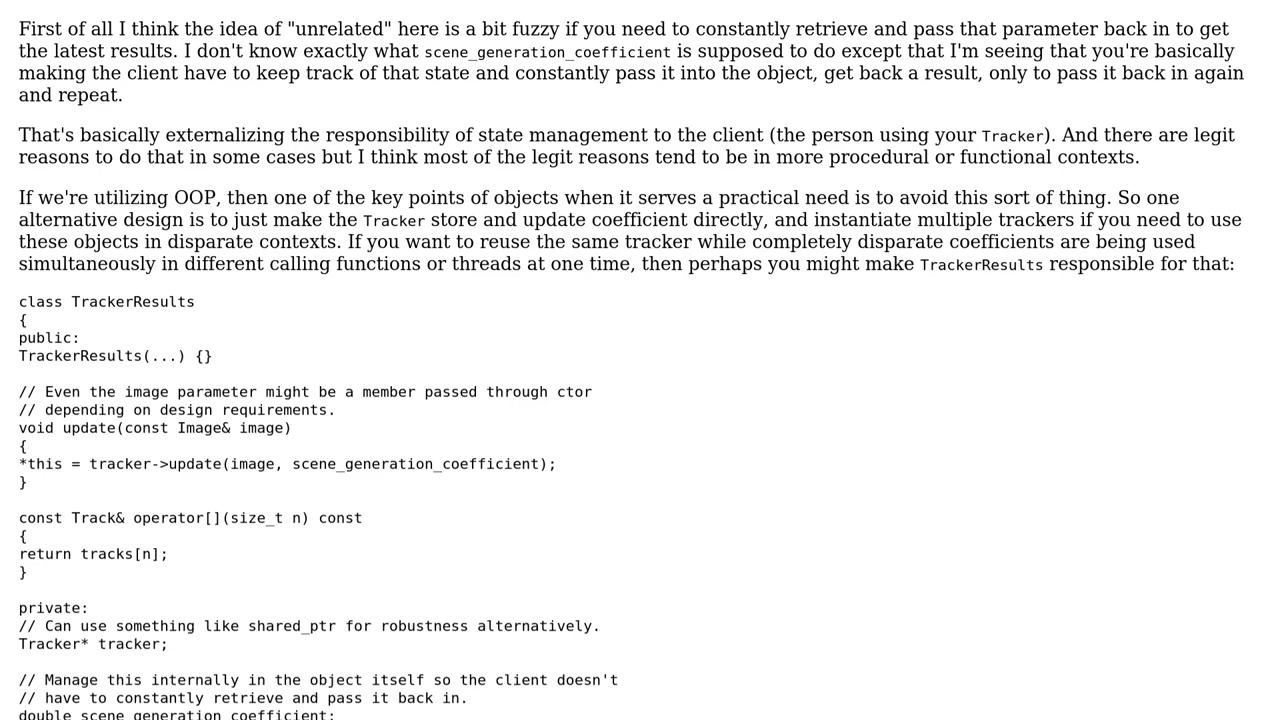 First of all I think the idea of "unrelated" here is a bit fuzzy if you need to constantly retrieve and pass that parameter back in to get
the latest results. I don't know exactly what scene_generation_coefficient is supposed to do except that I'm seeing that you're basically
making the client have to keep track of that state and constantly pass it into the object, get back a result, only to pass it back in again
and repeat.
That's basically externalizing the responsibility of state management to the client (the person using your Tracker). And there are legit
reasons to do that in some cases but I think most of the legit reasons tend to be in more procedural or functional contexts.
If we're utilizing OOP, then one of the key points of objects when it serves a practical need is to avoid this sort of thing. So one
alternative design is to just make the Tracker store and update coefficient directly, and instantiate multiple trackers if you need to use
these objects in disparate contexts. If you want to reuse the same tracker while completely disparate coefficients are being used
simultaneously in different calling functions or threads at one time, then perhaps you might make TrackerResults responsible for that:
class TrackerResults
{
public:
TrackerResults(...) {}
// Even the image parameter might be a member passed through ctor
// depending on design requirements.
void update(const Image& image)
{
*this = tracker->update(image, scene_generation_coefficient);
}
const Track& operator[](size_t n) const
{
return tracks[n];
}
private:
// Can use something like shared_ptr for robustness alternatively.
Tracker* tracker;
// Manage this internally in the object itself so the client doesn't
// have to constantly retrieve and pass it back in.
double scene_generation_coefficient;